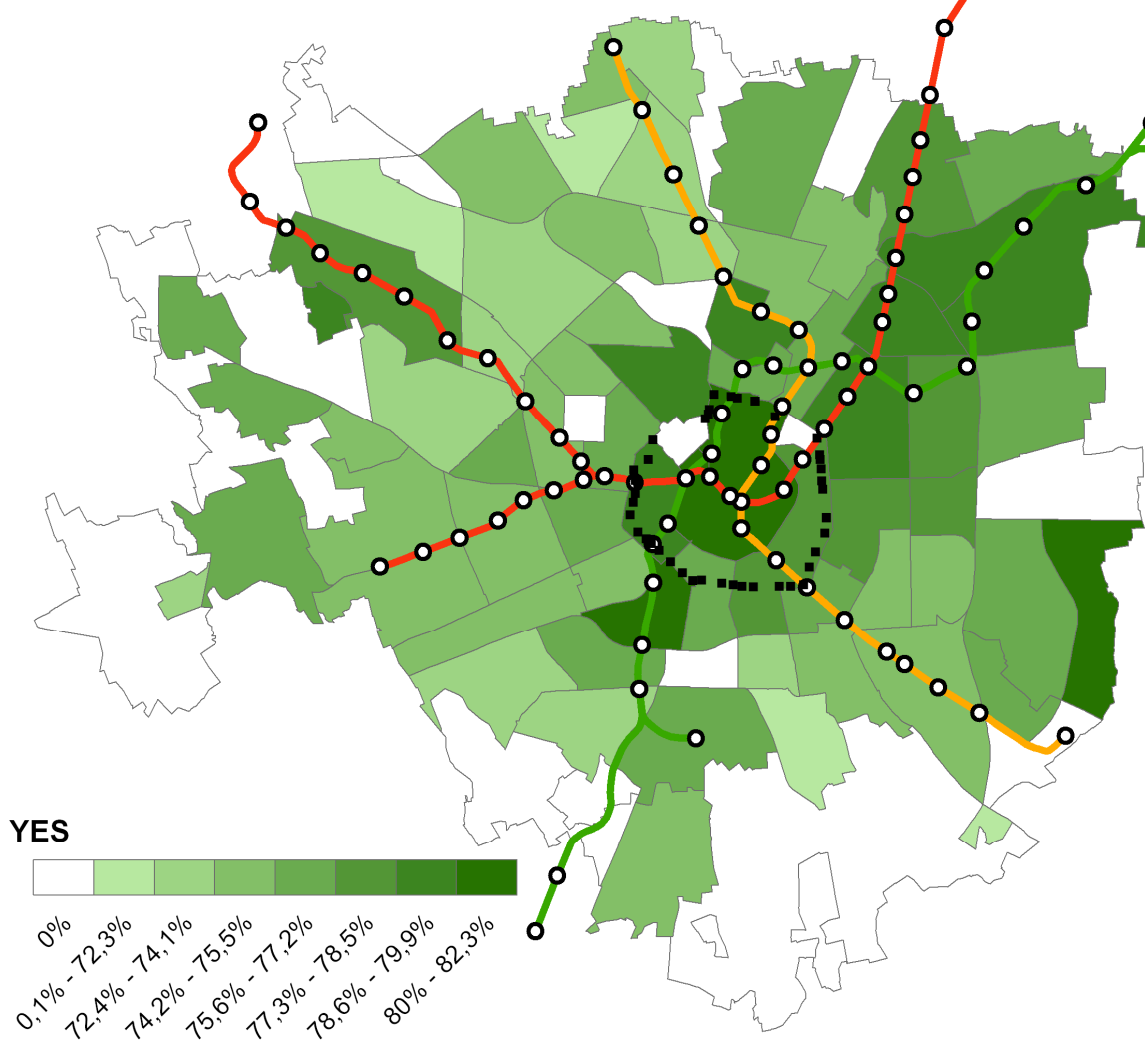 YES
0%
0,1% - 72,3%
72,4% - 74,1%
74,2% - 75,5%
75,6% - 77,2%
77,3% - 78,5%
78,6% - 79,9%
80% - 82,3%